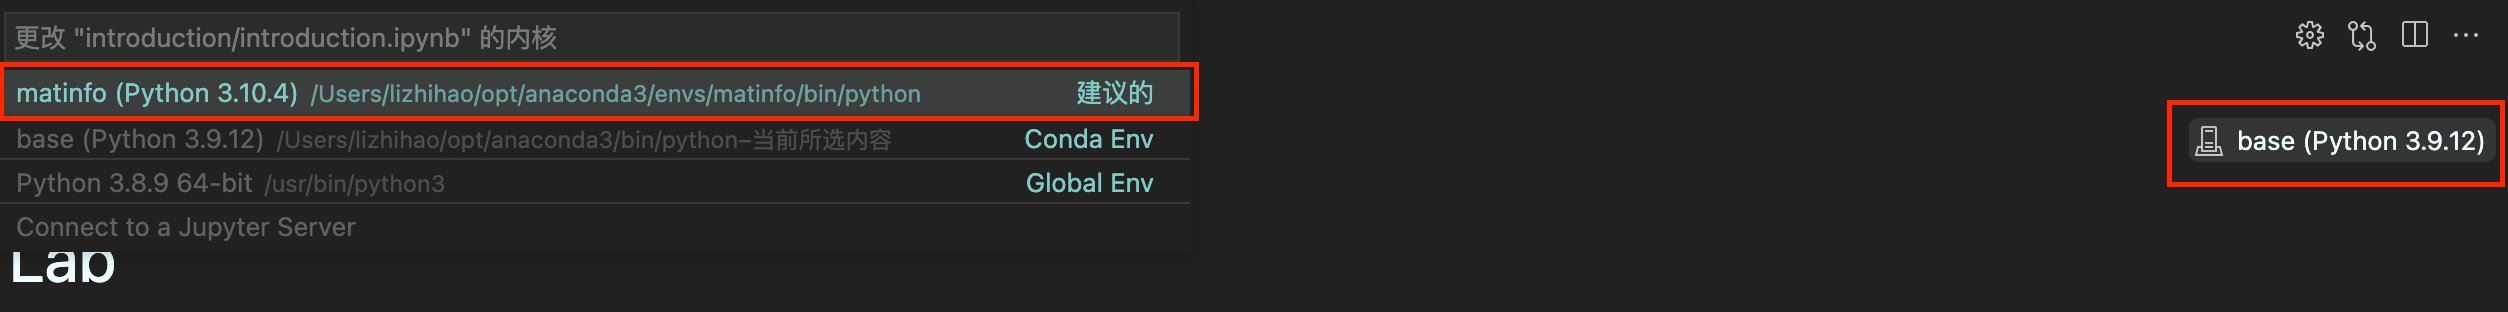 更改 "introduction/introduction.ipynb" 的内核
matinfo (Python 3.10.4) /Users/lizhihao/opt/anaconda3/envs/matinfo/bin/python 建议的
base (Python 3.9.12) /Users/lizhihao/opt/anaconda3/bin/python–当前所选内容 Conda Env
Python 3.8.9 64-bit /usr/bin/python3 Global Env
Connect to a Jupyter Server
Lab
base (Python 3.9.12)